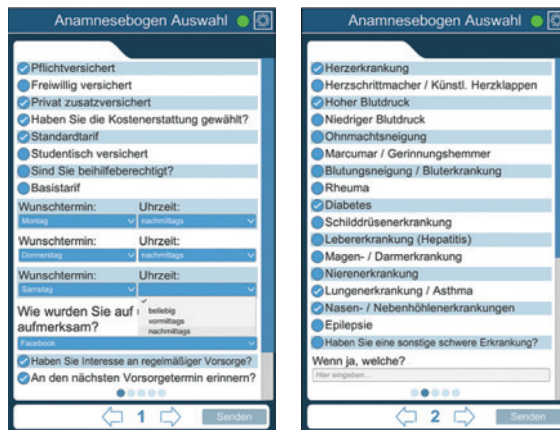 Anamnesebogen Auswahl
Pflichtversichert
Freiwillig versichert
Privat zusatzversichert
Haben Sie die Kostenerstattung gewählt?
Standardtarif
Studentisch versichert
Sind Sie beihilfeberechtigt?
Basistarif
Wunschtermin: Uhrzeit:
Montag nachmittags
Wunschtermin: Uhrzeit:
Donnerstag nachmittags
Wunschtermin: Uhrzeit:
Samstag
beliebig
vormittags
nachmittags
Wie wurden Sie auf
aufmerksam?
Facebook
Haben Sie Interesse an regelmäßiger Vorsorge?
An den nächsten Vorsorgetermin erinnern?
1 Senden
Anamnesebogen Auswahl
Herzerkrankung
Herzschrittmacher / Künstl. Herzklappen
Hoher Blutdruck
Niedriger Blutdruck
Ohnmachtsneigung
Marcumar / Gerinnungshemmer
Blutungsneigung / Bluterkrankung
Rheuma
Diabetes
Schilddrüsenerkrankung
Lebererkrankung (Hepatitis)
Magen- / Darmerkrankung
Nierenerkrankung
Lungenerkrankung / Asthma
Nasen- / Nebenhöhlenerkrankungen
Epilepsie
Haben Sie eine sonstige schwere Erkrankung?
Wenn ja, welche?
Hier eingeben...
2 Senden